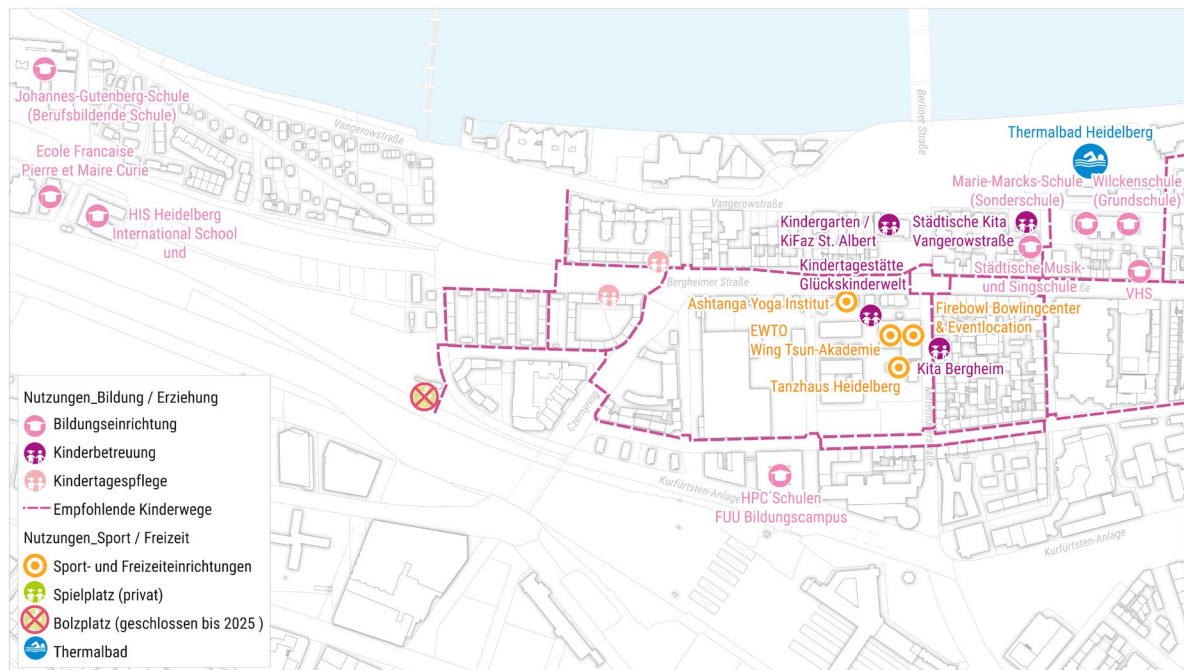 Johannes-Gutenberg-Schule
(Berufsbildende Schule)
Ecole Francaise
Pierre et Maire Curie
HIS Heidelberg
International School
und
Vangerowstraße
Berliner Straße
Thermalbad Heidelberg
Marie-Marcks-Schule
(Sonderschule)
Wilckenschule
(Grundschule)
Vangerowstraße
Kindergarten /
KiFaz St. Albert
Städtische Kita
Vangerowstraße
Städtische Musik-
und Singschule
VHS
Kindertagestätte
Glückskinderwelt
Bergheimer Straße
Ashtanga Yoga Institut
Firebowl Bowlingcenter
& Eventlocation
EWTO
Wing Tsun-Akademie
Kita Bergheim
Tanzhaus Heidelberg
Czernyring
HPC Schulen
FUU Bildungscampus
Kurfürtsten-Anlage
Kurfürtsten-Anlage
Nutzungen_Bildung / Erziehung
Bildungseinrichtung
Kinderbetreuung
Kindertagespflege
Empfohlende Kinderwege
Nutzungen_Sport / Freizeit
Sport- und Freizeiteinrichtungen
Spielplatz (privat)
Bolzplatz (geschlossen bis 2025 )
Thermalbad